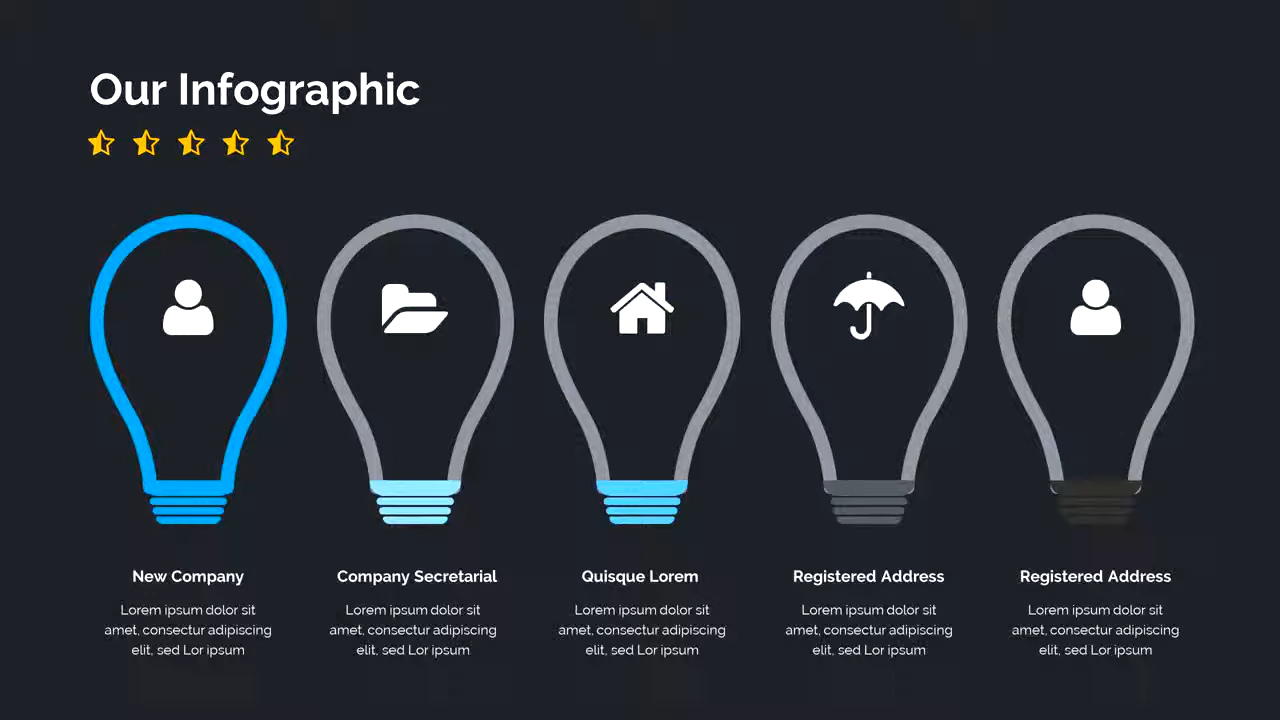 Our Infographic
New Company
Lorem ipsum dolor sit
amet, consectur adipiscing
elit, sed Lor ipsum
Company Secretarial
Lorem ipsum dolor sit
amet, consectur adipiscing
elit, sed Lor ipsum
Quisque Lorem
Lorem ipsum dolor sit
amet, consectur adipiscing
elit, sed Lor ipsum
Registered Address
Lorem ipsum dolor sit
amet, consectur adipiscing
elit, sed Lor ipsum
Registered Address
Lorem ipsum dolor sit
amet, consectur adipiscing
elit, sed Lor ipsum